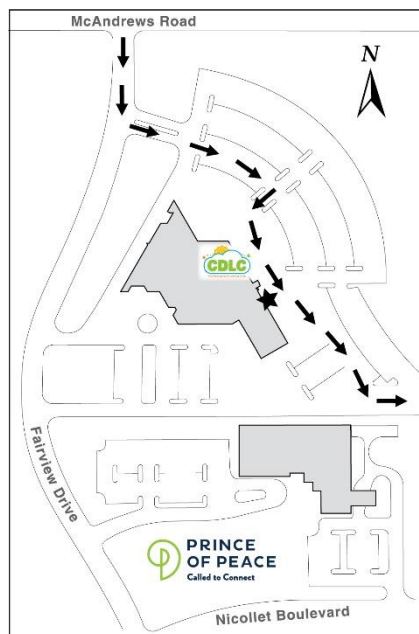 McAndrews Road
N
CDLC
Fairview Drive
PRINCE
OF PEACE
Called to Connect
Nicollet Boulevard